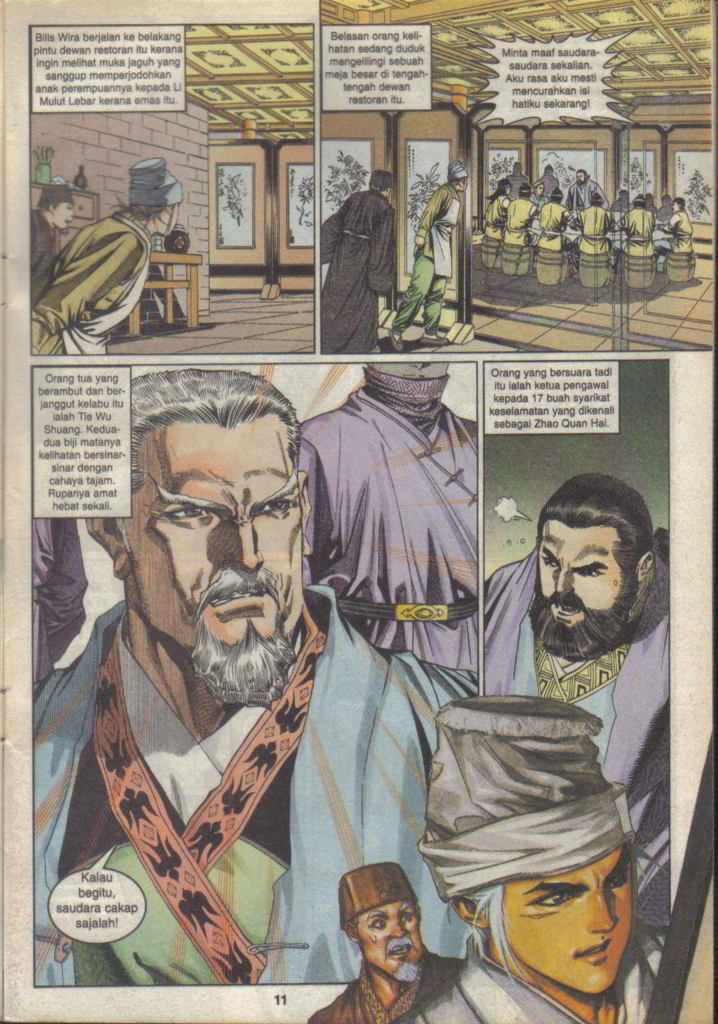 Bilis Wira berjalan ke belakang
pintu dewan restoran itu kerana
ingin melihat muka jaguh yang
sanggup memperjodohkan
anak perempuannya kepada Li
Mulut Lebar kerana emas itu.
Belasan orang keli-
hatan sedang duduk
mengelilingi sebuah
meja besar di tengah-
tengah dewan
restoran itu.
Minta maaf saudara-
saudara sekalian.
Aku rasa aku mesti
mencurahkan isi
hatiku sekarang!
Orang tua yang
berambut dan ber-
janggut kelabu itu
ialah Tie Wu
Shuang. Kedua-
dua biji matanya
kelihatan bersinar-
sinar dengan
cahaya tajam.
Rupanya amat
hebat sekali.
Orang yang bersuara tadi
itu ialah ketua pengawal
kepada 17 buah syarikat
keselamatan yang dikenali
sebagai Zhao Quan Hai.
Kalau
begitu,
saudara cakap
sajalah!
11